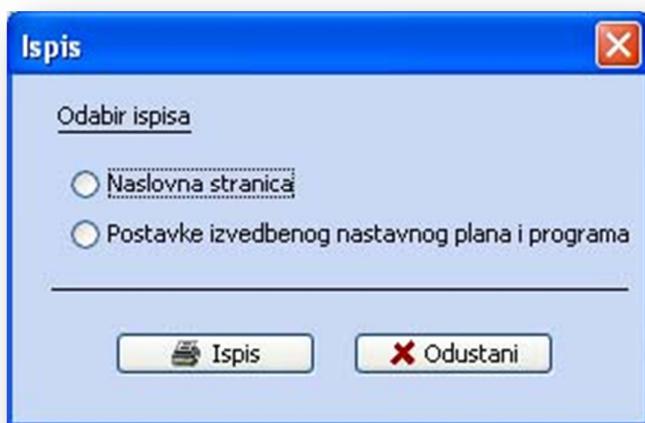 Ispis
Odabir ispisa
Naslovna stranica
Postavke izvedbenog nastavnog plana i programa
Ispis
Odustani